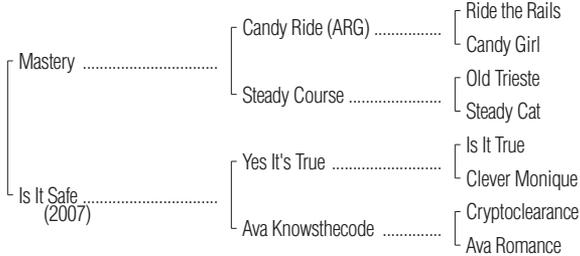 Ride the Rails
Candy Ride (ARG) ................
Candy Girl
Mastery .................................
Old Trieste
Steady Course ......................
Steady Cat
Is It True
Yes It's True ..........................
Clever Monique
Is It Safe .................................
(2007)
Cryptoclearance
Ava Knowsthecode ..............
Ava Romance